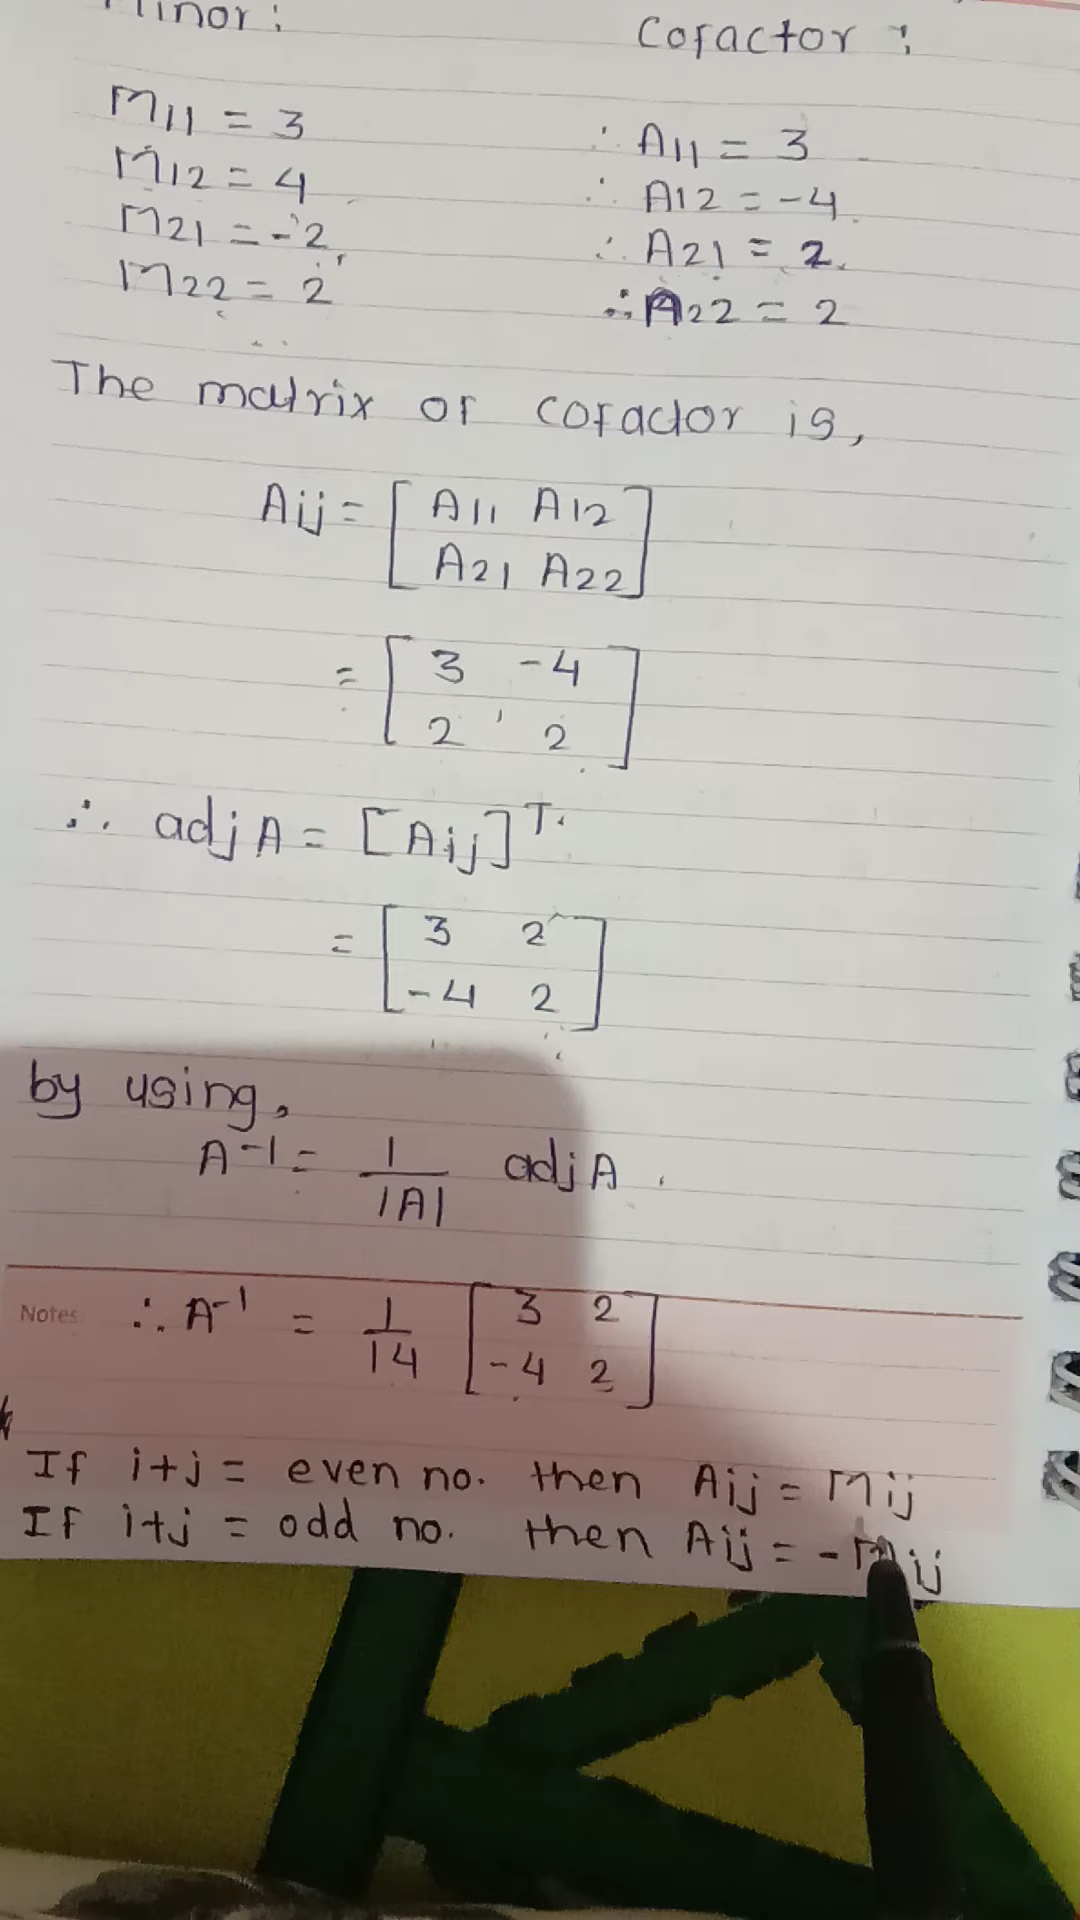 Minor :
Cofactor :
M11 = 3
∴ A11 = 3
M12 = 4
∴ A12 = -4
M21 = -2
∴ A21 = 2
M22 = 2
∴ A22 = 2
The matrix of cofactor is,
Aij = [ A11 A12
A21 A22 ]
= [ 3 -4
2 2 ]
∴ adj A = [Aij]^T
= [ 3 2
-4 2 ]
by using,
A^-1 = 1/|A| adj A .
Notes
∴ A^-1 = 1/14 [ 3 2
-4 2 ]
If i+j = even no. then Aij = Mij
If i+j = odd no. then Aij = -Mij